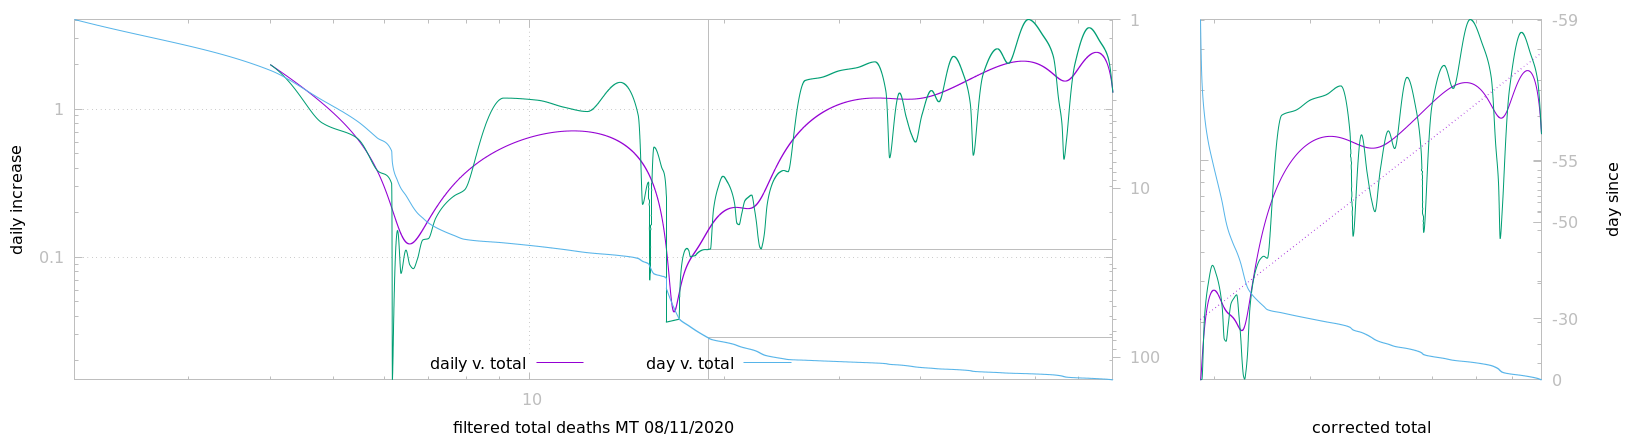 daily increase
1
0.1
10
daily v. total
day v. total
filtered total deaths MT 08/11/2020
1
10
100
-59
-55
-50
-30
0
day since
corrected total